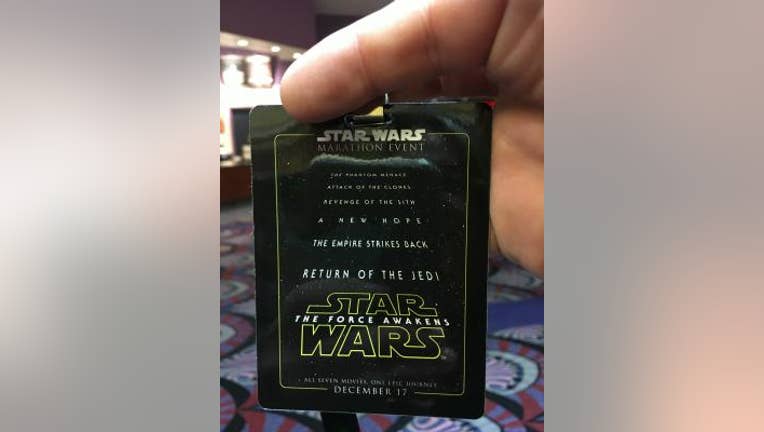 STAR WARS
MARATHON EVENT
THE PHANTOM MENACE
ATTACK OF THE CLONES
REVENGE OF THE SITH
A NEW HOPE
THE EMPIRE STRIKES BACK
RETURN OF THE JEDI
STAR
THE FORCE AWAKENS
WARS
ALL SEVEN MOVIES, ONE EPIC JOURNEY
DECEMBER 17